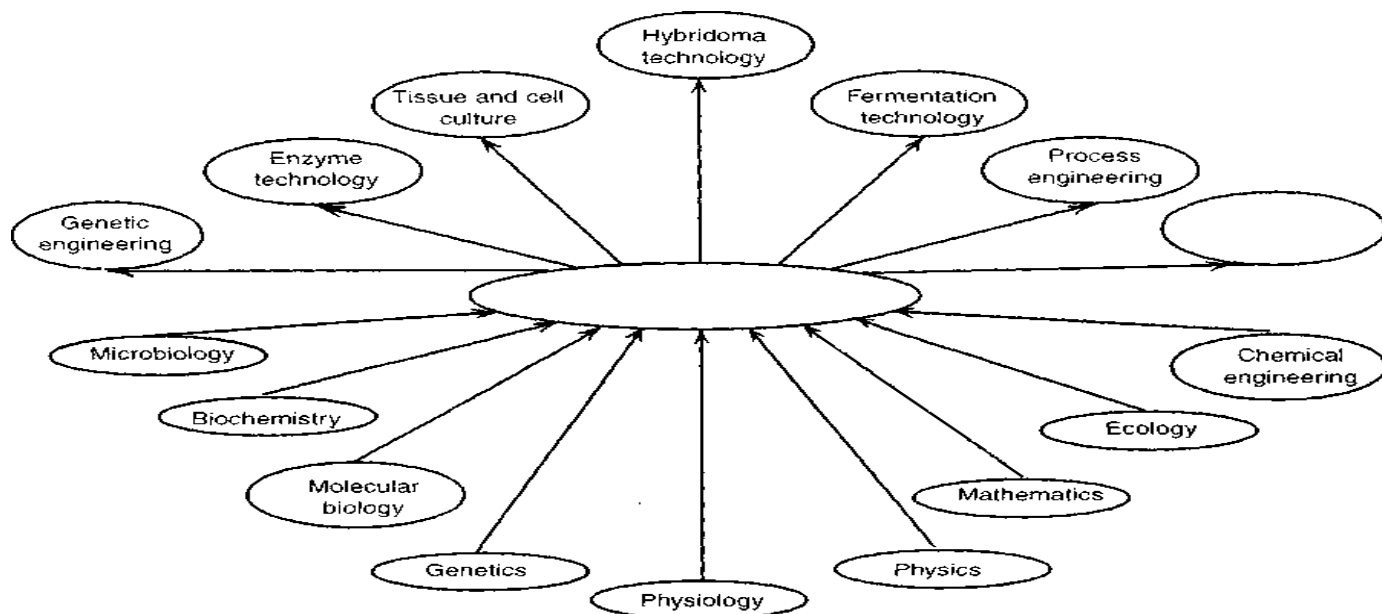 Hybridoma
technology
Tissue and cell
culture
Fermentation
technology
Enzyme
technology
Process
engineering
Genetic
engineering
Microbiology
Chemical
engineering
Biochemistry
Ecology
Molecular
biology
Mathematics
Genetics
Physics
Physiology